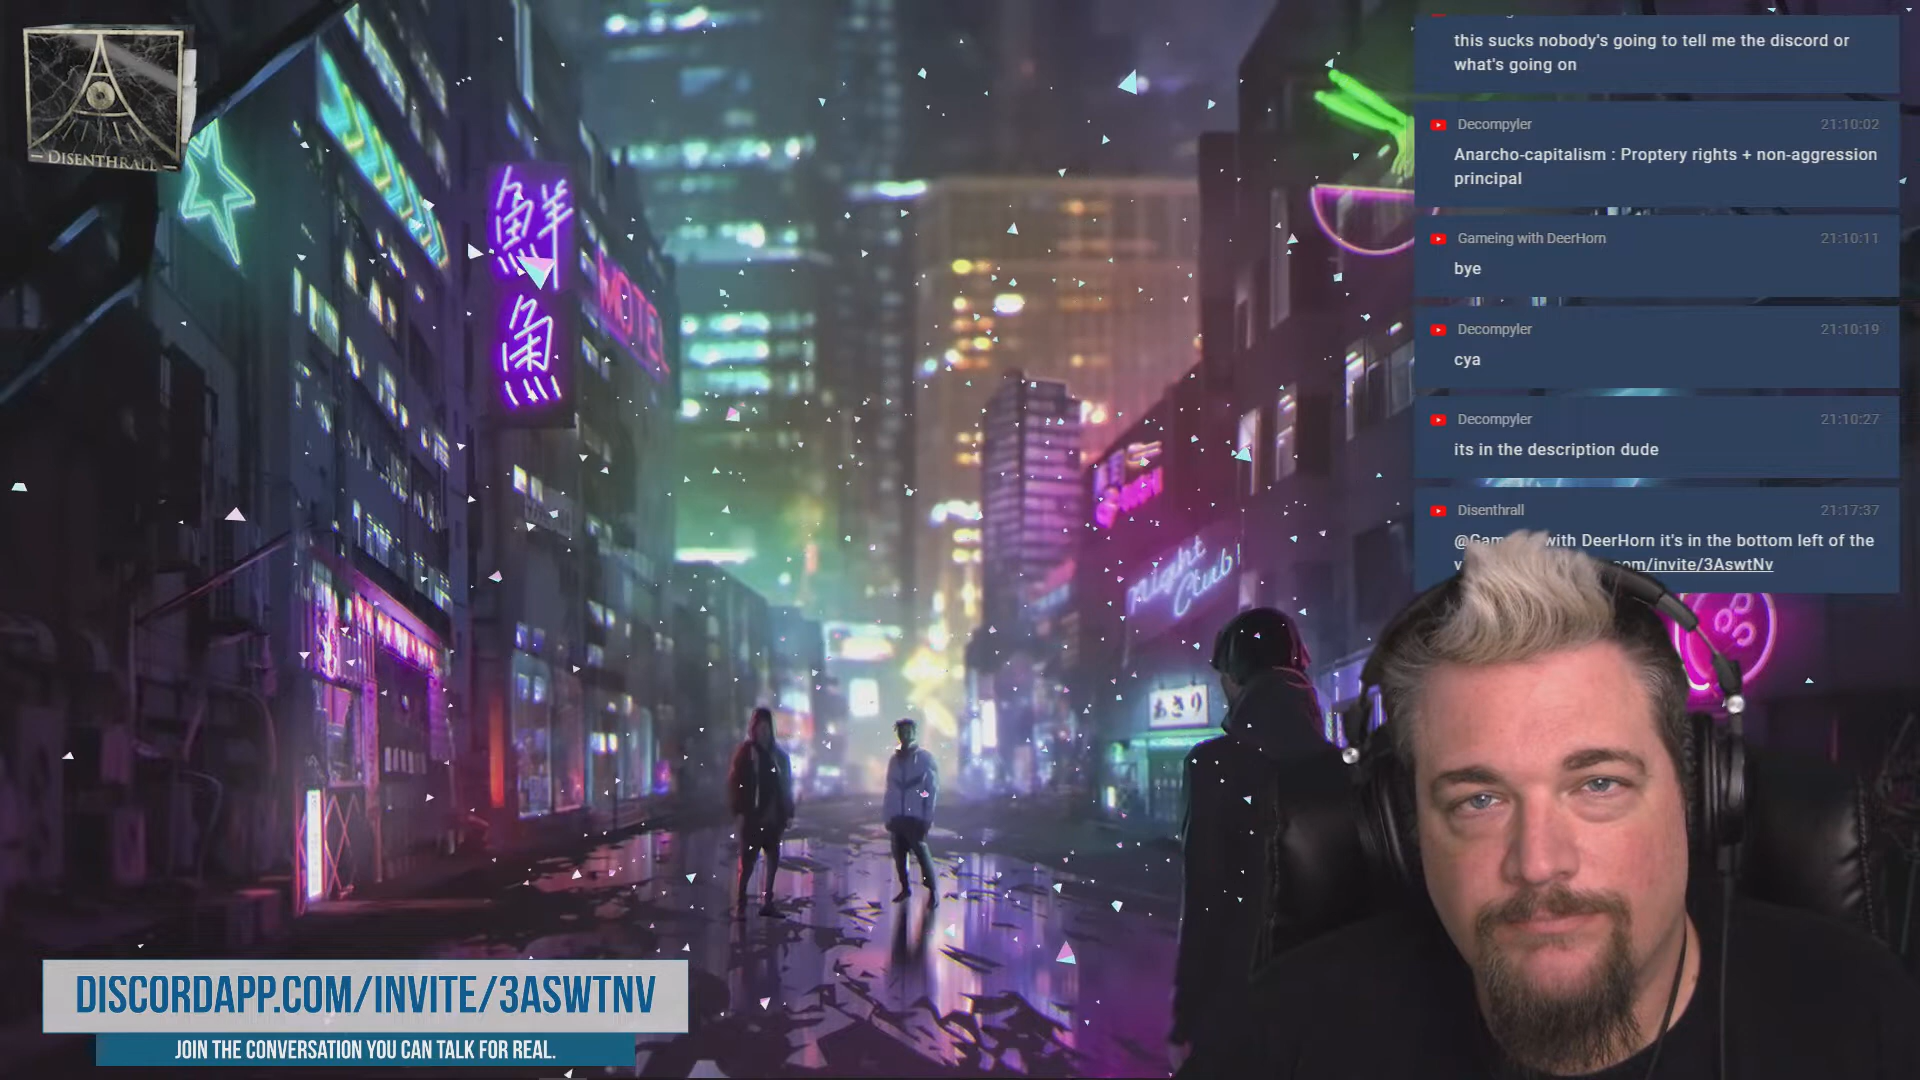 DISENTHRALL
鮮
魚
MOTEL
night
Club!
あさり
this sucks nobody's going to tell me the discord or
what's going on
Decompyler 21:10:02
Anarcho-capitalism : Proptery rights + non-aggression
principal
Gameing with DeerHorn 21:10:11
bye
Decompyler 21:10:19
cya
Decompyler 21:10:27
its in the description dude
Disenthrall 21:17:37
with DeerHorn it's in the bottom left of the
om/invite/3AswtNv
DISCORDAPP.COM/INVITE/3ASWTNV
JOIN THE CONVERSATION YOU CAN TALK FOR REAL.